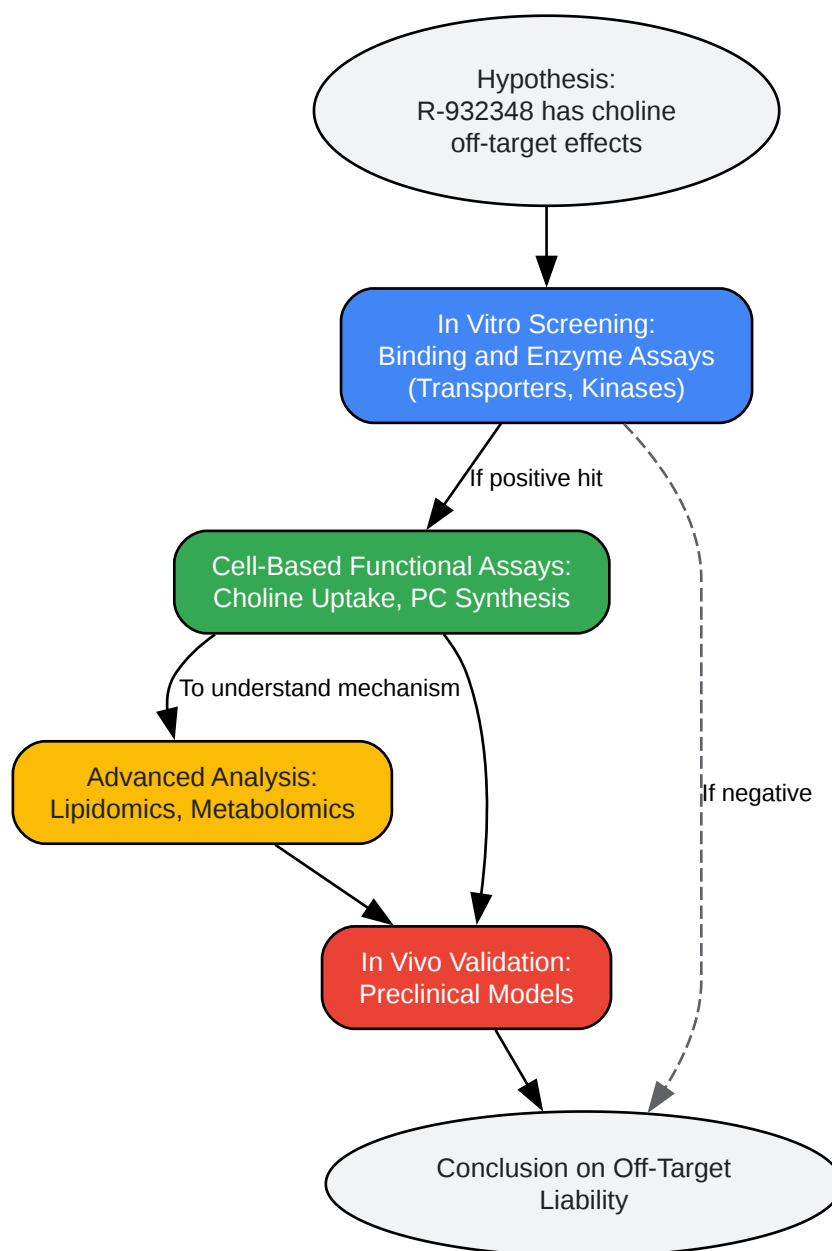 Hypothesis:
R-932348 has choline
off-target effects
In Vitro Screening:
Binding and Enzyme Assays
(Transporters, Kinases)
If positive hit
Cell-Based Functional Assays:
Choline Uptake, PC Synthesis
To understand mechanism
Advanced Analysis:
Lipidomics, Metabolomics
If negative
In Vivo Validation:
Preclinical Models
Conclusion on Off-Target
Liability